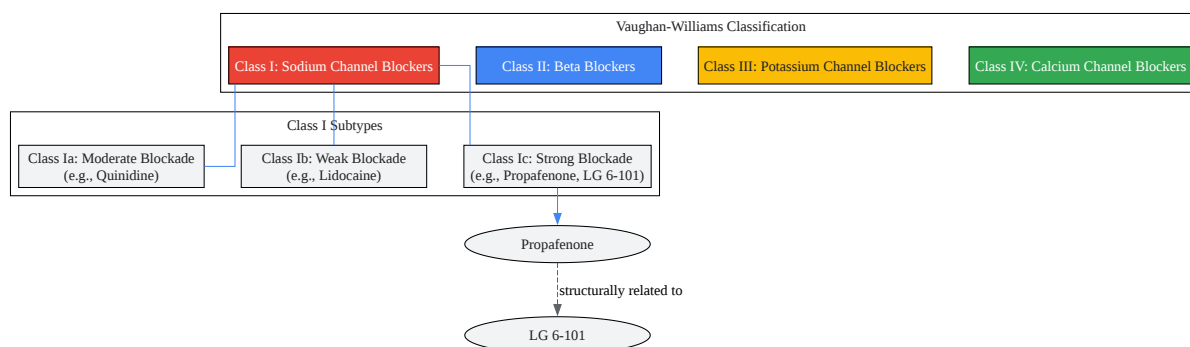 Vaughan-Williams Classification
Class I: Sodium Channel Blockers
Class II: Beta Blockers
Class III: Potassium Channel Blockers
Class IV: Calcium Channel Blockers
Class I Subtypes
Class Ia: Moderate Blockade
(e.g., Quinidine)
Class Ib: Weak Blockade
(e.g., Lidocaine)
Class Ic: Strong Blockade
(e.g., Propafenone, LG 6-101)
Propafenone
structurally related to
LG 6-101